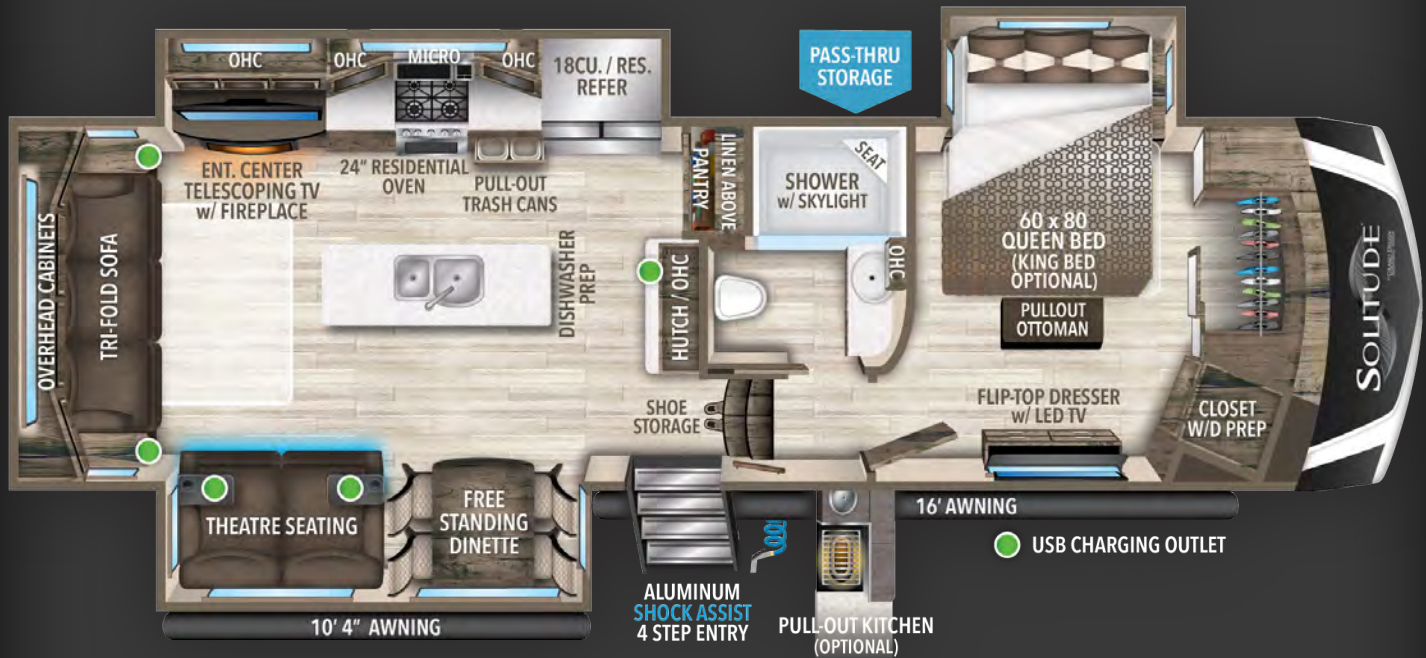 OHC
OHC
MICRO
OHC
18CU. / RES.
REFER
PASS-THRU
STORAGE
ENT. CENTER
TELESCOPING TV
w/ FIREPLACE
24" RESIDENTIAL
OVEN
PULL-OUT
TRASH CANS
PANTRY
LINEN ABOVE
SHOWER
w/ SKYLIGHT
SEAT
60 x 80
QUEEN BED
(KING BED
OPTIONAL)
PULLOUT
OTTOMAN
OVERHEAD CABINETS
TRI-FOLD SOFA
DISHWASHER
PREP
HUTCH / OHC
OHC
SOLITUDE
SHOE
STORAGE
FLIP-TOP DRESSER
w/ LED TV
CLOSET
W/D PREP
THEATRE SEATING
FREE
STANDING
DINETTE
16' AWNING
USB CHARGING OUTLET
10' 4" AWNING
ALUMINUM
SHOCK ASSIST
4 STEP ENTRY
PULL-OUT KITCHEN
(OPTIONAL)